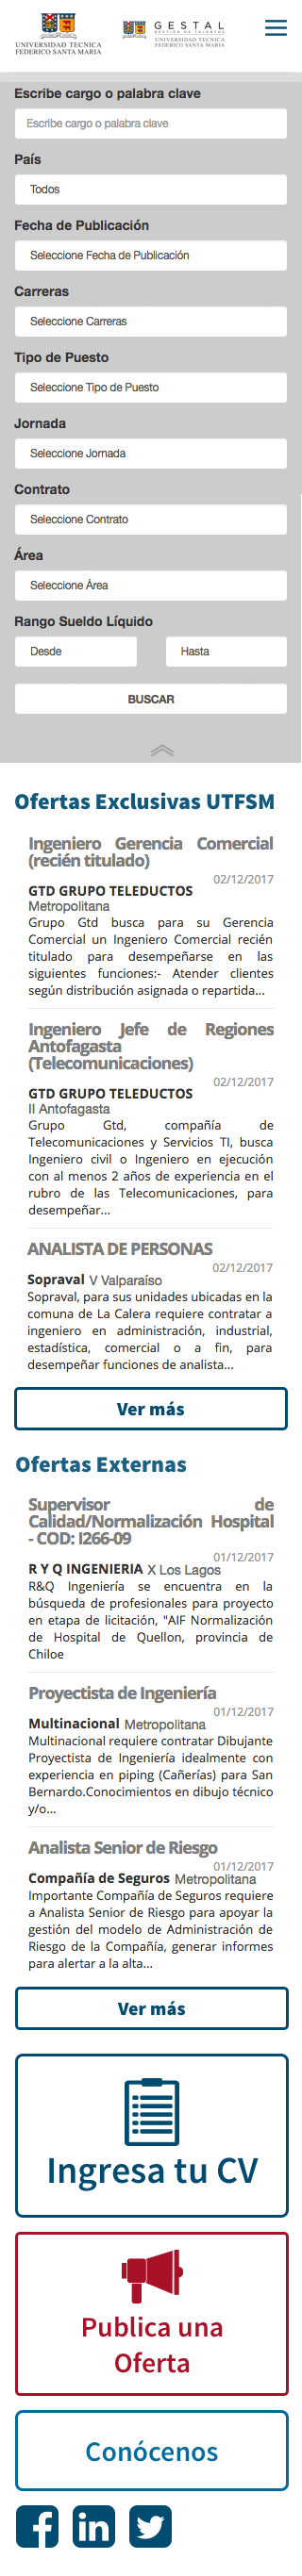 UNIVERSIDAD TECNICA
FEDERICO SANTA MARIA
GESTAL
GESTIÓN DE TALENTOS
UNIVERSIDAD TECNICA
FEDERICO SANTA MARIA
Escribe cargo o palabra clave
Escribe cargo o palabra clave
País
Todos
Fecha de Publicación
Seleccione Fecha de Publicación
Carreras
Seleccione Carreras
Tipo de Puesto
Seleccione Tipo de Puesto
Jornada
Seleccione Jornada
Contrato
Seleccione Contrato
Área
Seleccione Área
Rango Sueldo Líquido
Desde Hasta
BUSCAR
Ofertas Exclusivas UTFSM
Ingeniero Gerencia Comercial
(recién titulado)
02/12/2017
GTD GRUPO TELEDUCTOS
Metropolitana
Grupo Gtd busca para su Gerencia
Comercial un Ingeniero Comercial recién
titulado para desempeñarse en las
siguientes funciones:- Atender clientes
según distribución asignada o repartida...
Ingeniero Jefe de Regiones
Antofagasta
(Telecomunicaciones)
02/12/2017
GTD GRUPO TELEDUCTOS
II Antofagasta
Grupo Gtd, compañía de
Telecomunicaciones y Servicios TI, busca
Ingeniero civil o Ingeniero en ejecución
con al menos 2 años de experiencia en el
rubro de las Telecomunicaciones, para
desempeñar...
ANALISTA DE PERSONAS
02/12/2017
Sopraval V Valparaíso
Sopraval, para sus unidades ubicadas en la
comuna de La Calera requiere contratar a
ingeniero en administración, industrial,
estadística, comercial o a fin, para
desempeñar funciones de analista...
Ver más
Ofertas Externas
Supervisor de
Calidad/Normalización Hospital
- COD: I266-09
01/12/2017
R Y Q INGENIERIA X Los Lagos
R&Q Ingeniería se encuentra en la
búsqueda de profesionales para proyecto
en etapa de licitación, "AIF Normalización
de Hospital de Quellon, provincia de
Chiloe
Proyectista de Ingeniería
01/12/2017
Multinacional Metropolitana
Multinacional requiere contratar Dibujante
Proyectista de Ingeniería idealmente con
experiencia en piping (Cañerías) para San
Bernardo.Conocimientos en dibujo técnico
y/o...
Analista Senior de Riesgo
01/12/2017
Compañía de Seguros Metropolitana
Importante Compañía de Seguros requiere
a Analista Senior de Riesgo para apoyar la
gestión del modelo de Administración de
Riesgo de la Compañía, generar informes
para alertar a la alta...
Ver más
Ingresa tu CV
Publica una
Oferta
Conócenos